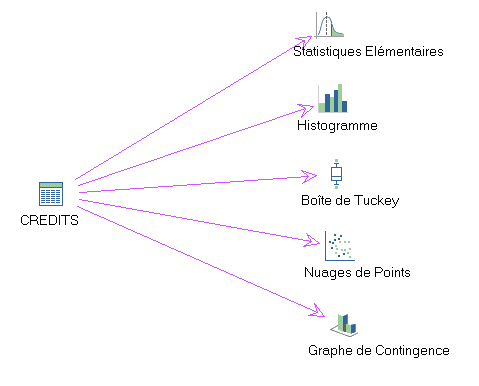 Statistiques Elémentaires
Histogramme
CREDITS
Boîte de Tuckey
Nuages de Points
Graphe de Contingence